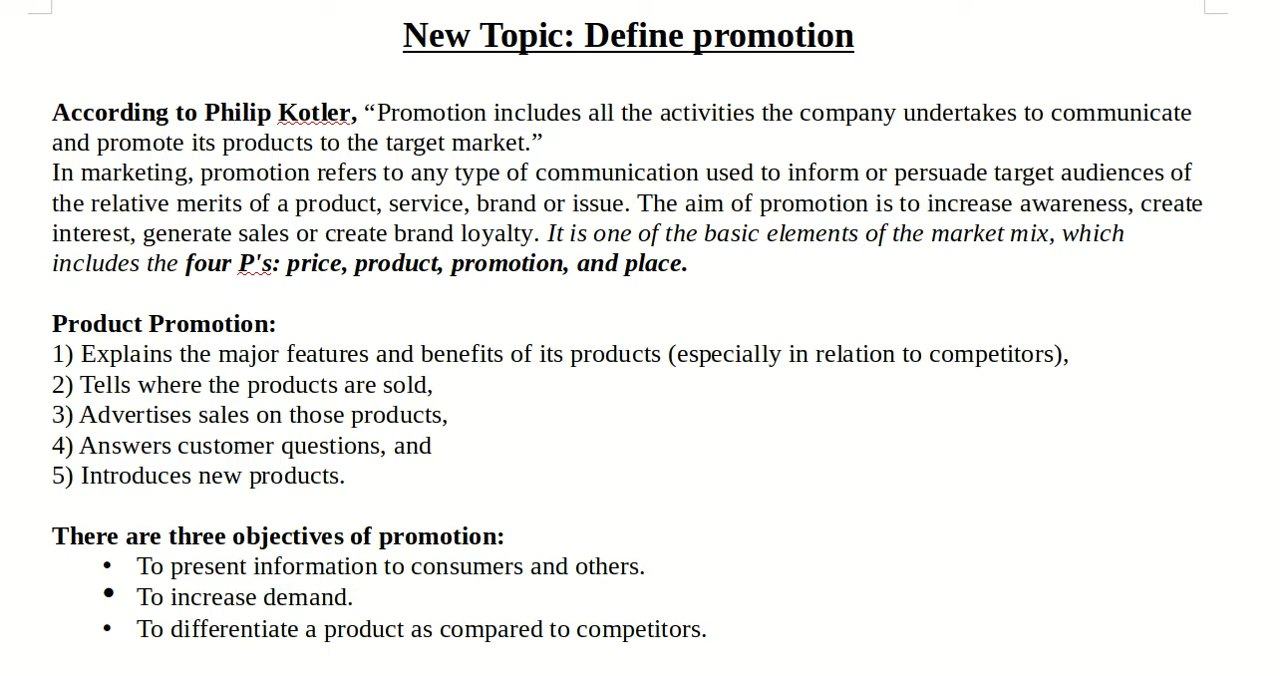 New Topic: Define promotion
According to Philip Kotler, “Promotion includes all the activities the company undertakes to communicate
and promote its products to the target market.”
In marketing, promotion refers to any type of communication used to inform or persuade target audiences of
the relative merits of a product, service, brand or issue. The aim of promotion is to increase awareness, create
interest, generate sales or create brand loyalty. It is one of the basic elements of the market mix, which
includes the four P's: price, product, promotion, and place.
Product Promotion:
1) Explains the major features and benefits of its products (especially in relation to competitors),
2) Tells where the products are sold,
3) Advertises sales on those products,
4) Answers customer questions, and
5) Introduces new products.
There are three objectives of promotion:
• To present information to consumers and others.
• To increase demand.
• To differentiate a product as compared to competitors.